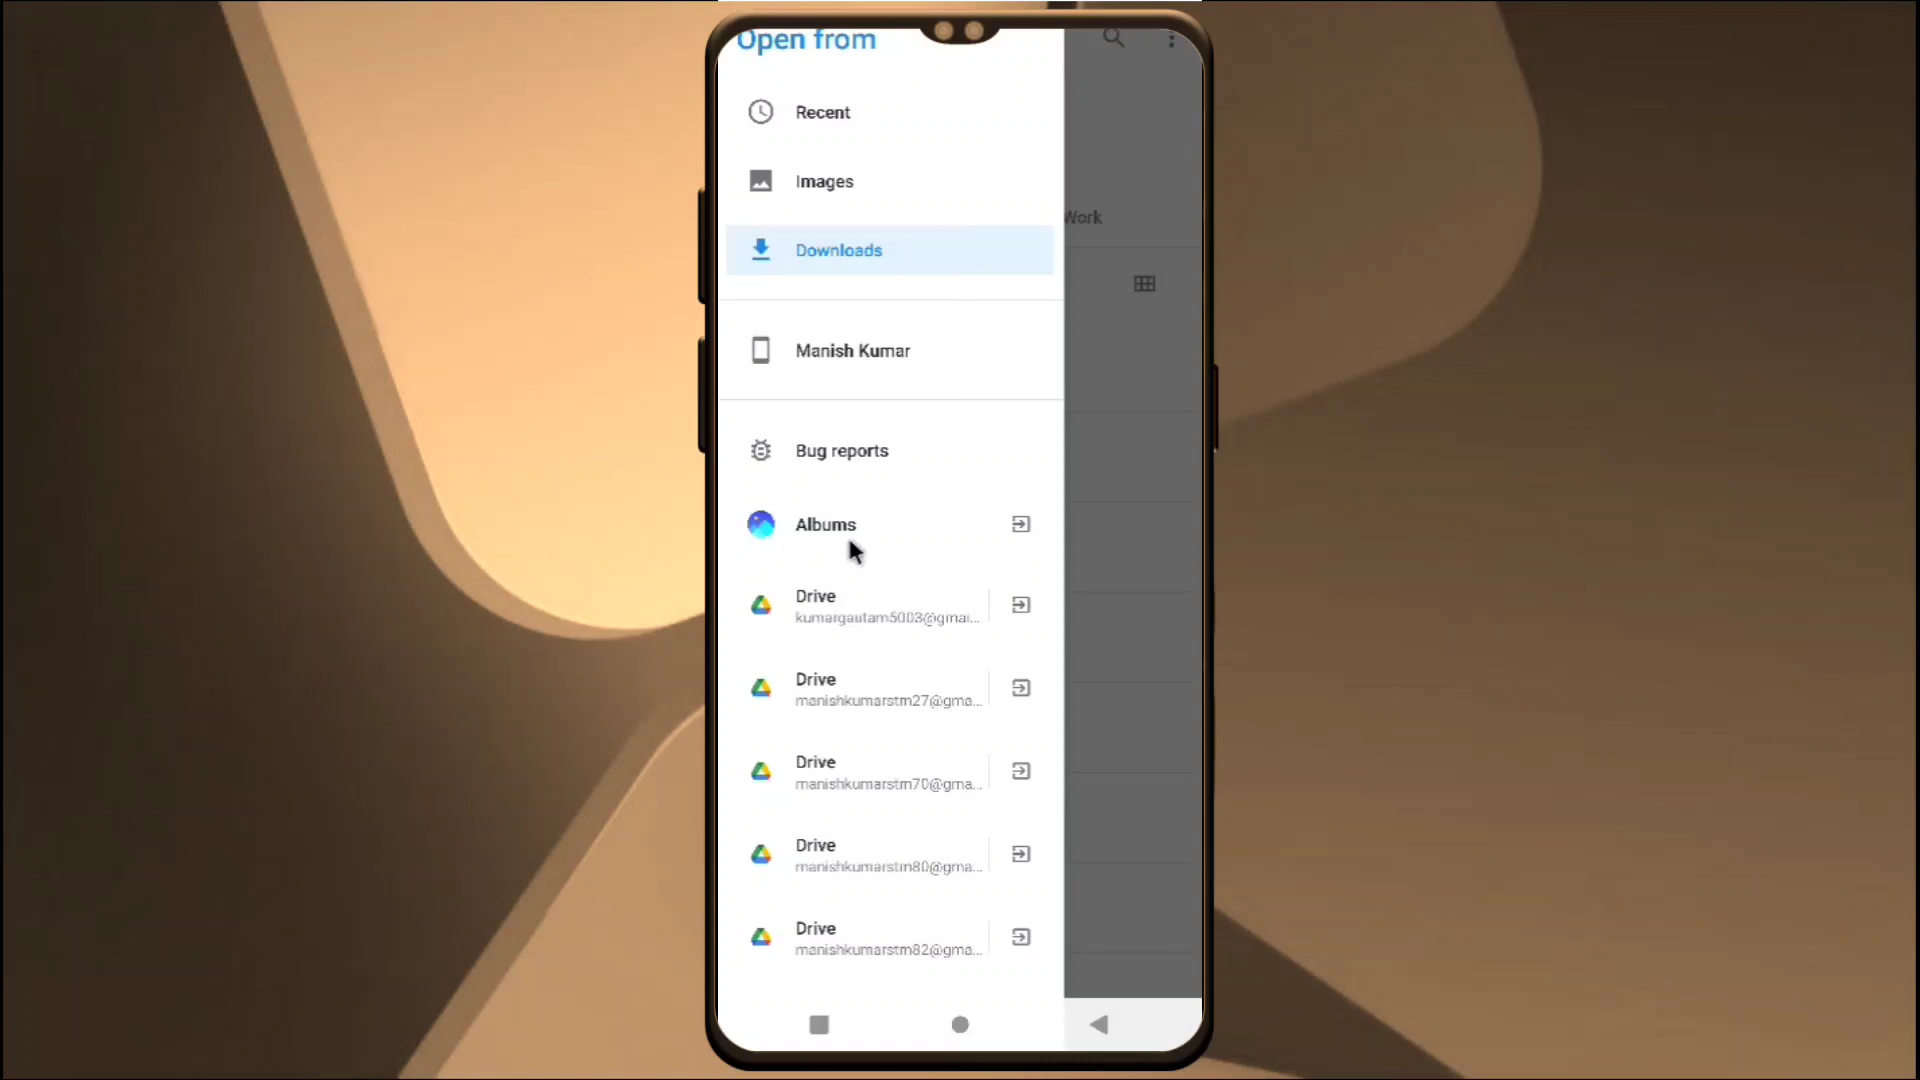 Open from
Recent
Images
Work
Downloads
Manish Kumar
Bug reports
Albums
Drive
kumargautam5003@gmai...
Drive
manishkumarstm27@gma...
Drive
manishkumarstm70@gma...
Drive
manishkumarstm80@gma...
Drive
manishkumarstm82@gma...